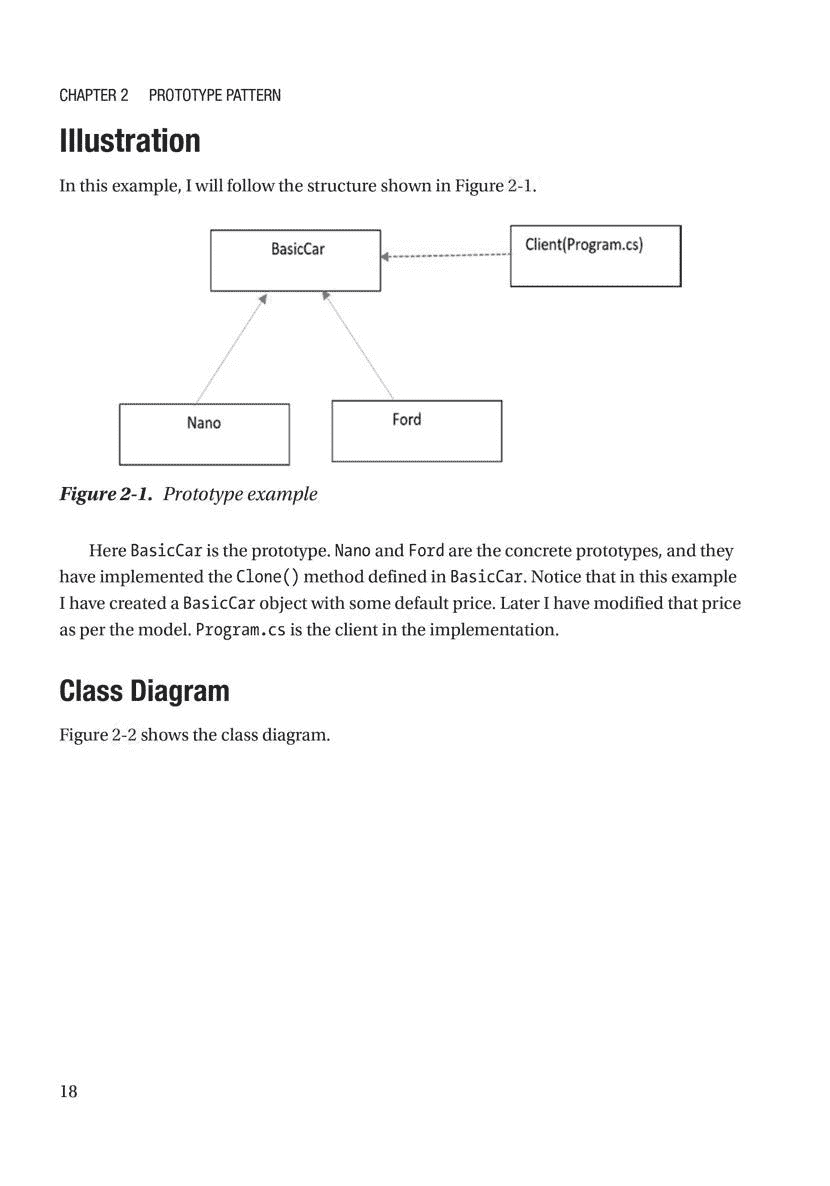 CHAPTER 2 PROTOTYPE PATTERN
Illustration
In this example, I will follow the structure shown in Figure 2-1.
BasicCar
Client(Program.cs)
Nano
Ford
Figure 2-1. Prototype example
Here BasicCar is the prototype. Nano and Ford are the concrete prototypes, and they
have implemented the Clone() method defined in BasicCar. Notice that in this example
I have created a BasicCar object with some default price. Later I have modified that price
as per the model. Program.cs is the client in the implementation.
Class Diagram
Figure 2-2 shows the class diagram.
18